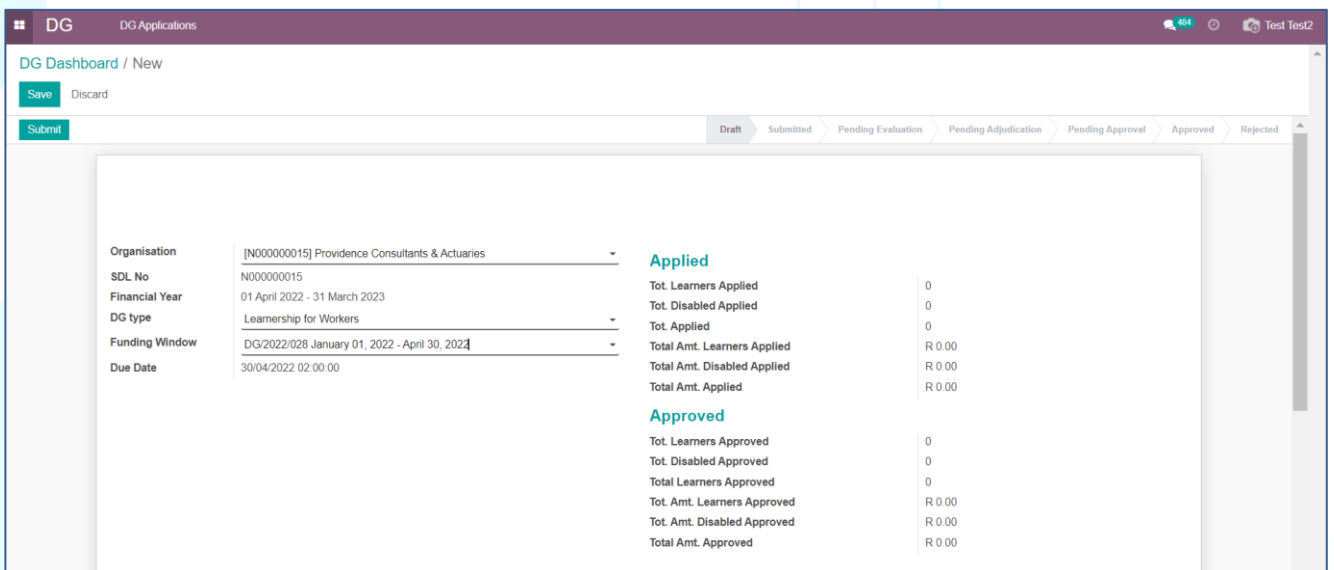 DG DG Applications 484 Test Test2
DG Dashboard / New
Save Discard
Submit Draft Submitted Pending Evaluation Pending Adjudication Pending Approval Approved Rejected
Organisation [N000000015] Providence Consultants & Actuaries
SDL No N000000015
Financial Year 01 April 2022 - 31 March 2023
DG type Learnership for Workers
Funding Window DG/2022/028 January 01, 2022 - April 30, 2022
Due Date 30/04/2022 02:00:00
Applied
Tot. Learners Applied 0
Tot. Disabled Applied 0
Tot. Applied 0
Total Amt. Learners Applied R 0.00
Total Amt. Disabled Applied R 0.00
Total Amt. Applied R 0.00
Approved
Tot. Learners Approved 0
Tot. Disabled Approved 0
Total Learners Approved 0
Tot. Amt. Learners Approved R 0.00
Tot. Amt. Disabled Approved R 0.00
Total Amt. Approved R 0.00